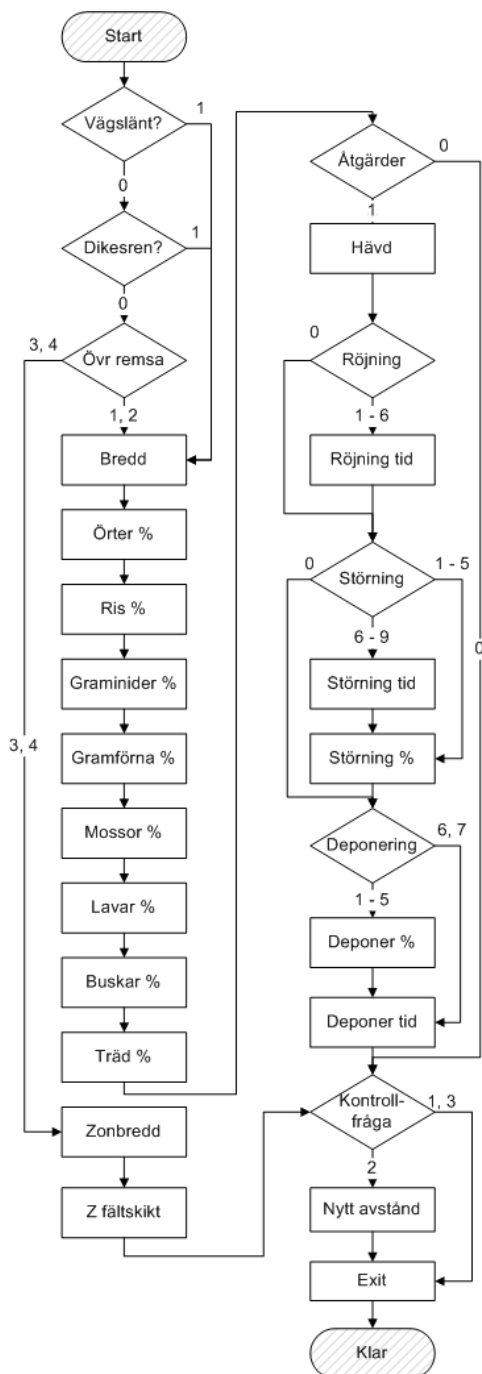 Start
Vägslänt?
1
0
Dikesren?
1
0
Övr remsa
3, 4
1, 2
Bredd
Örter %
Ris %
Graminider %
Gramförna %
3, 4
Mossor %
Lavar %
Buskar %
Träd %
Zonbredd
Z fältskikt
Åtgärder
0
1
Hävd
Röjning
0
1 - 6
Röjning tid
Störning
0
1 - 5
6 - 9
0
Störning tid
Störning %
Deponering
6, 7
1 - 5
Deponer %
Deponer tid
Kontroll-
fråga
1, 3
2
Nytt avstånd
Exit
Klar